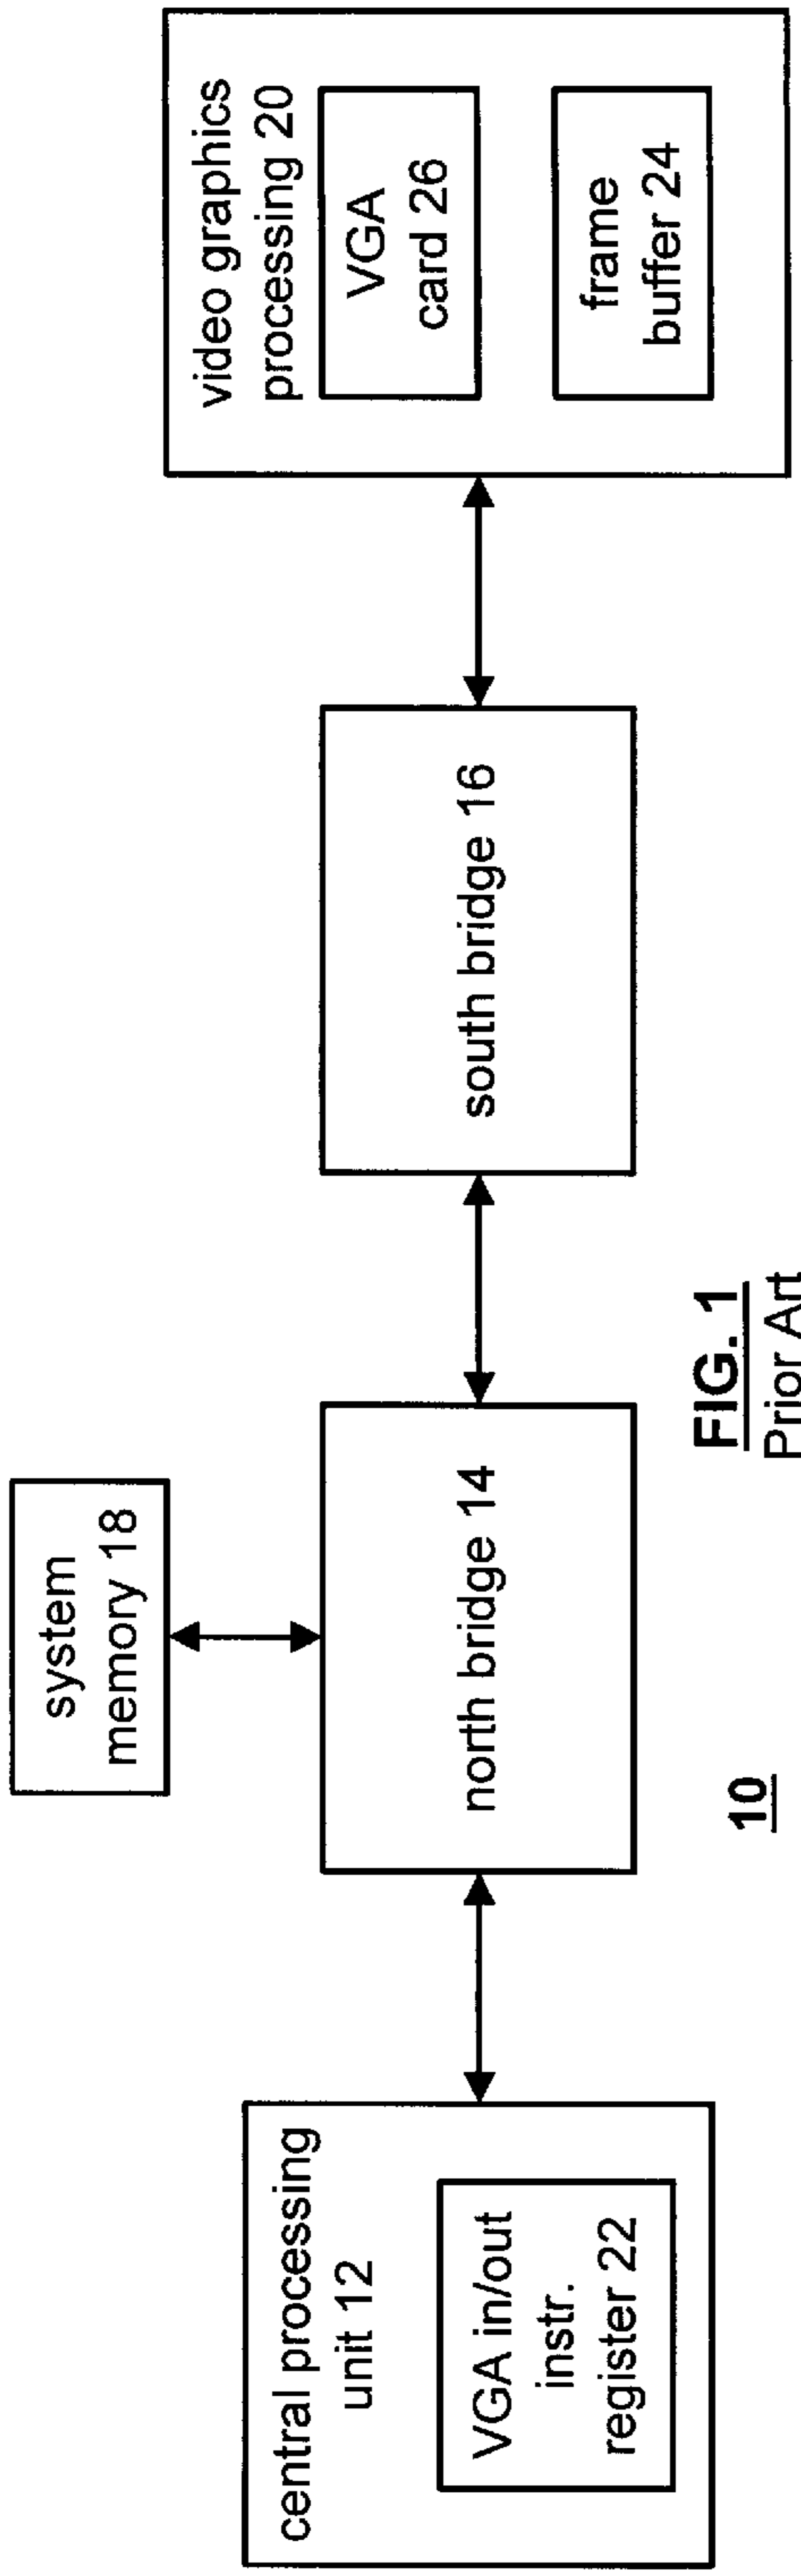 system
memory 18
video graphics
processing 20
VGA
card 26
frame
buffer 24
central processing
unit 12
VGA in/out
instr.
register 22
north bridge 14
south bridge 16
10
FIG. 1
Prior Art